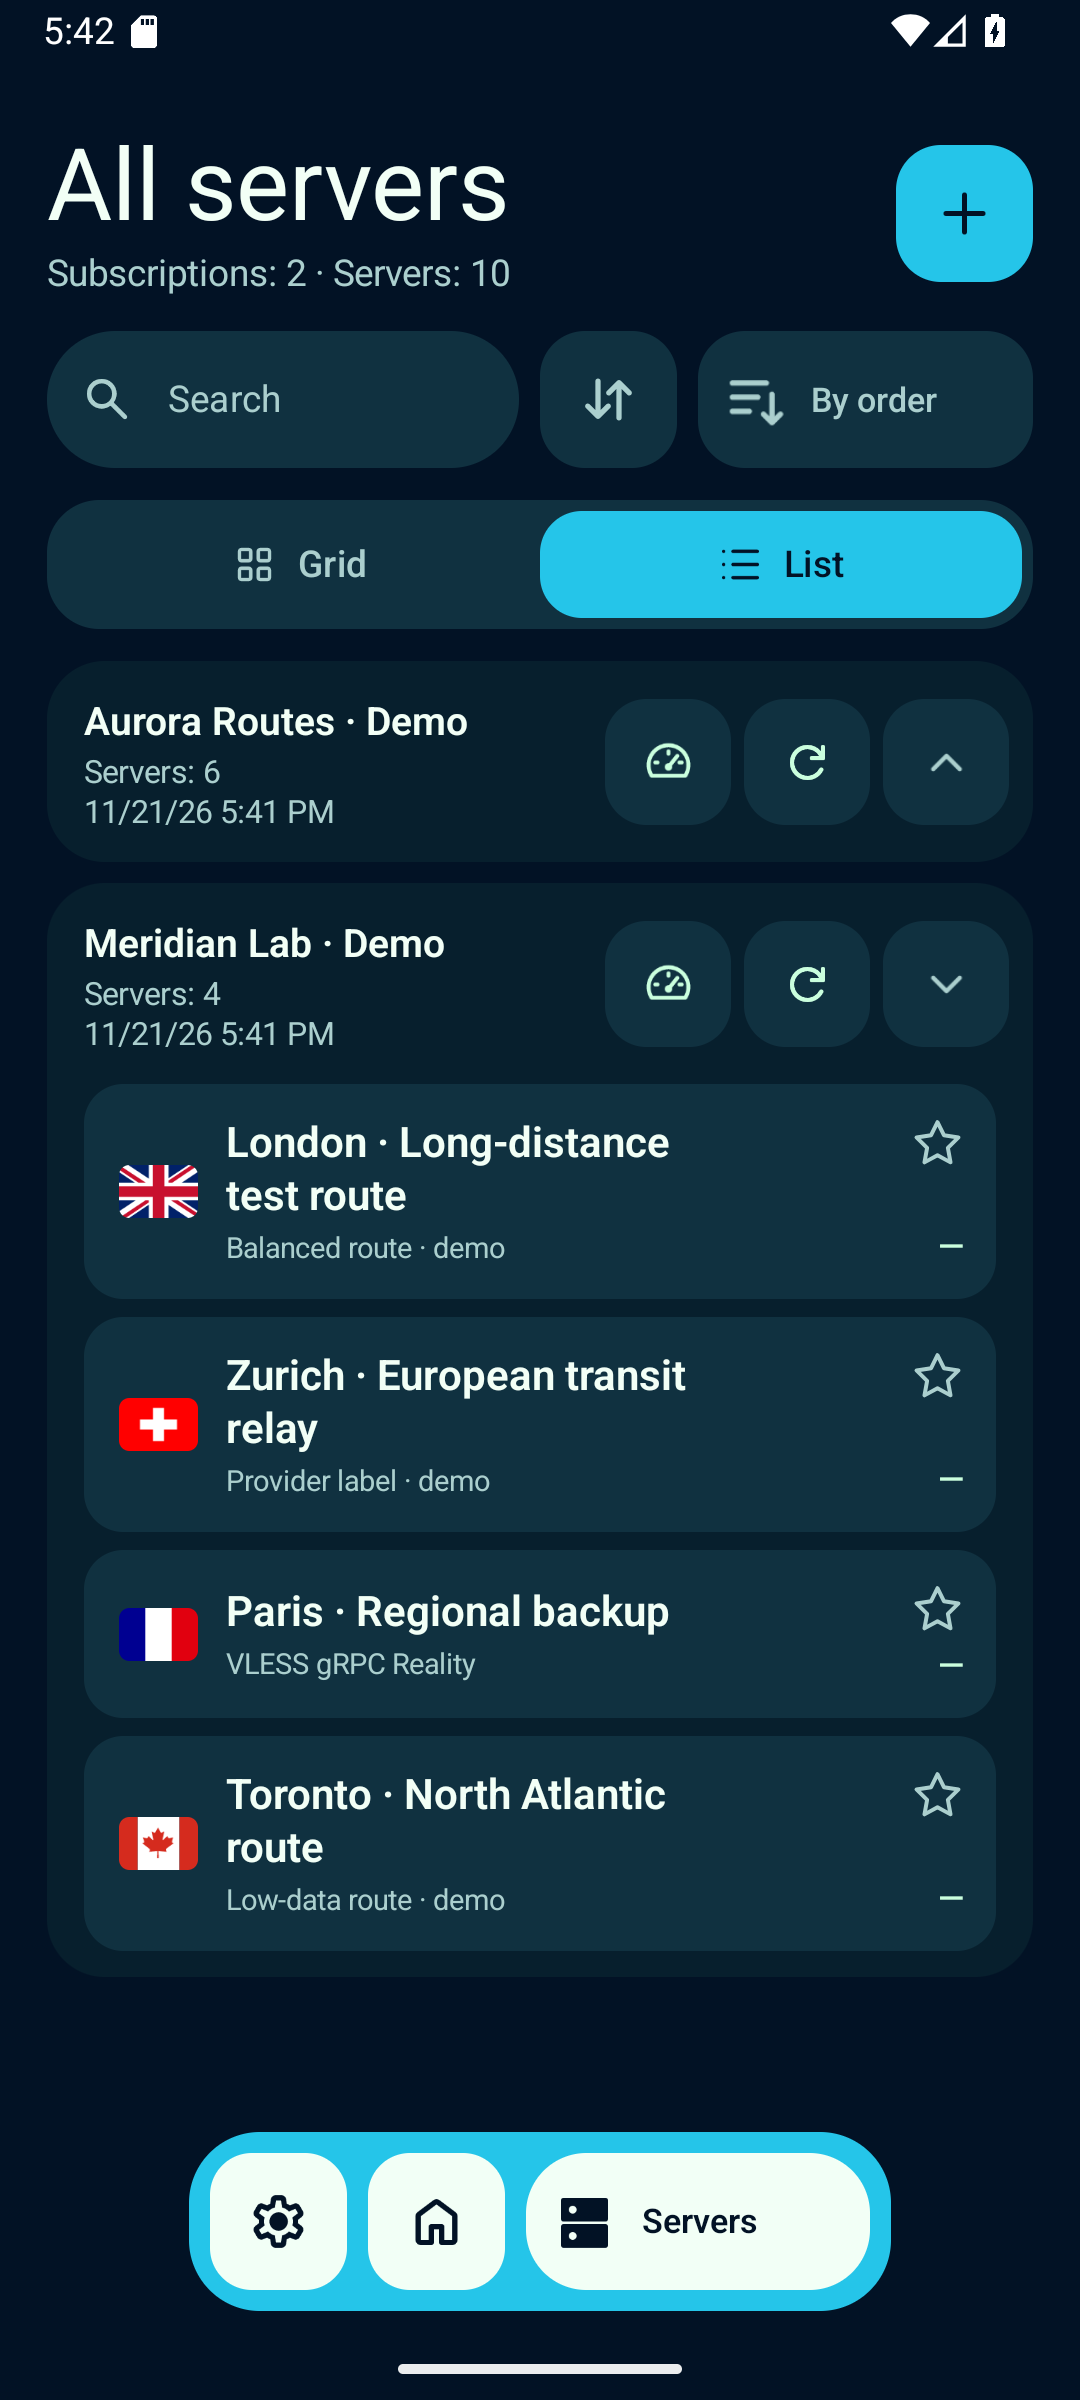 5:42
All servers
Subscriptions: 2 · Servers: 10
Search
By order
Grid
List
Aurora Routes · Demo
Servers: 6
11/21/26 5:41 PM
Meridian Lab · Demo
Servers: 4
11/21/26 5:41 PM
London · Long-distance
test route
Balanced route · demo
–
Zurich · European transit
relay
Provider label · demo
–
Paris · Regional backup
VLESS gRPC Reality
–
Toronto · North Atlantic
route
Low-data route · demo
–
Servers